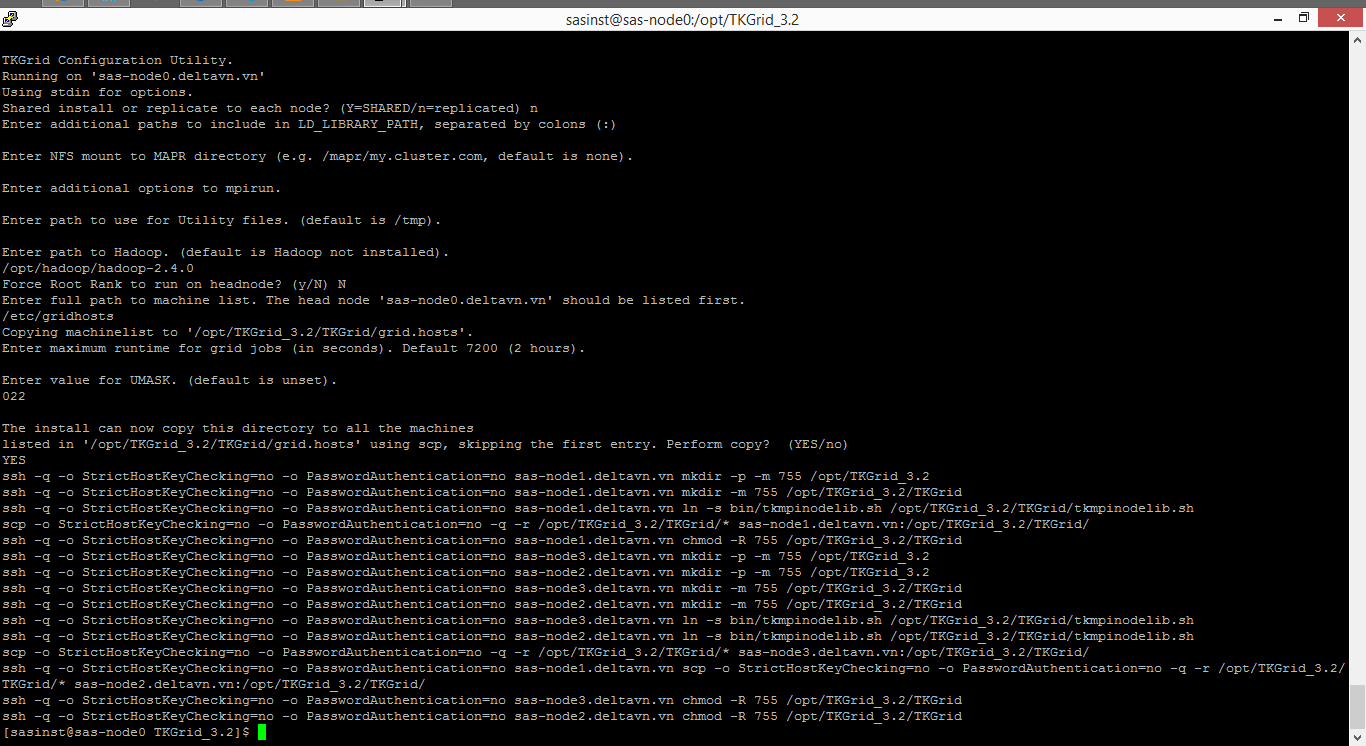 sasinst@sas-node0:/opt/TKGrid_3.2
TKGrid Configuration Utility.
Running on 'sas-node0.deltavn.vn'
Using stdin for options.
Shared install or replicate to each node? (Y=SHARED/n=replicated) n
Enter additional paths to include in LD_LIBRARY_PATH, separated by colons (:)
Enter NFS mount to MAPR directory (e.g. /mapr/my.cluster.com, default is none).
Enter additional options to mpirun.
Enter path to use for Utility files. (default is /tmp).
Enter path to Hadoop. (default is Hadoop not installed).
/opt/hadoop/hadoop-2.4.0
Force Root Rank to run on headnode? (y/N) N
Enter full path to machine list. The head node 'sas-node0.deltavn.vn' should be listed first.
/etc/gridhosts
Copying machinelist to '/opt/TKGrid_3.2/TKGrid/grid.hosts'.
Enter maximum runtime for grid jobs (in seconds). Default 7200 (2 hours).
Enter value for UMASK. (default is unset).
022
The install can now copy this directory to all the machines
listed in '/opt/TKGrid_3.2/TKGrid/grid.hosts' using scp, skipping the first entry. Perform copy?  (YES/no)
YES
ssh -q -o StrictHostKeyChecking=no -o PasswordAuthentication=no sas-node1.deltavn.vn mkdir -p -m 755 /opt/TKGrid_3.2
ssh -q -o StrictHostKeyChecking=no -o PasswordAuthentication=no sas-node1.deltavn.vn mkdir -m 755 /opt/TKGrid_3.2/TKGrid
ssh -q -o StrictHostKeyChecking=no -o PasswordAuthentication=no sas-node1.deltavn.vn ln -s bin/tkmpinodelib.sh /opt/TKGrid_3.2/TKGrid/tkmpinodelib.sh
scp -o StrictHostKeyChecking=no -o PasswordAuthentication=no -q -r /opt/TKGrid_3.2/TKGrid/* sas-node1.deltavn.vn:/opt/TKGrid_3.2/TKGrid/
ssh -q -o StrictHostKeyChecking=no -o PasswordAuthentication=no sas-node1.deltavn.vn chmod -R 755 /opt/TKGrid_3.2/TKGrid
ssh -q -o StrictHostKeyChecking=no -o PasswordAuthentication=no sas-node3.deltavn.vn mkdir -p -m 755 /opt/TKGrid_3.2
ssh -q -o StrictHostKeyChecking=no -o PasswordAuthentication=no sas-node2.deltavn.vn mkdir -p -m 755 /opt/TKGrid_3.2
ssh -q -o StrictHostKeyChecking=no -o PasswordAuthentication=no sas-node3.deltavn.vn mkdir -m 755 /opt/TKGrid_3.2/TKGrid
ssh -q -o StrictHostKeyChecking=no -o PasswordAuthentication=no sas-node2.deltavn.vn mkdir -m 755 /opt/TKGrid_3.2/TKGrid
ssh -q -o StrictHostKeyChecking=no -o PasswordAuthentication=no sas-node3.deltavn.vn ln -s bin/tkmpinodelib.sh /opt/TKGrid_3.2/TKGrid/tkmpinodelib.sh
ssh -q -o StrictHostKeyChecking=no -o PasswordAuthentication=no sas-node2.deltavn.vn ln -s bin/tkmpinodelib.sh /opt/TKGrid_3.2/TKGrid/tkmpinodelib.sh
scp -o StrictHostKeyChecking=no -o PasswordAuthentication=no -q -r /opt/TKGrid_3.2/TKGrid/* sas-node3.deltavn.vn:/opt/TKGrid_3.2/TKGrid/
ssh -q -o StrictHostKeyChecking=no -o PasswordAuthentication=no sas-node1.deltavn.vn scp -o StrictHostKeyChecking=no -o PasswordAuthentication=no -q -r /opt/TKGrid_3.2/
TKGrid/* sas-node2.deltavn.vn:/opt/TKGrid_3.2/TKGrid/
ssh -q -o StrictHostKeyChecking=no -o PasswordAuthentication=no sas-node3.deltavn.vn chmod -R 755 /opt/TKGrid_3.2/TKGrid
ssh -q -o StrictHostKeyChecking=no -o PasswordAuthentication=no sas-node2.deltavn.vn chmod -R 755 /opt/TKGrid_3.2/TKGrid
[sasinst@sas-node0 TKGrid_3.2]$